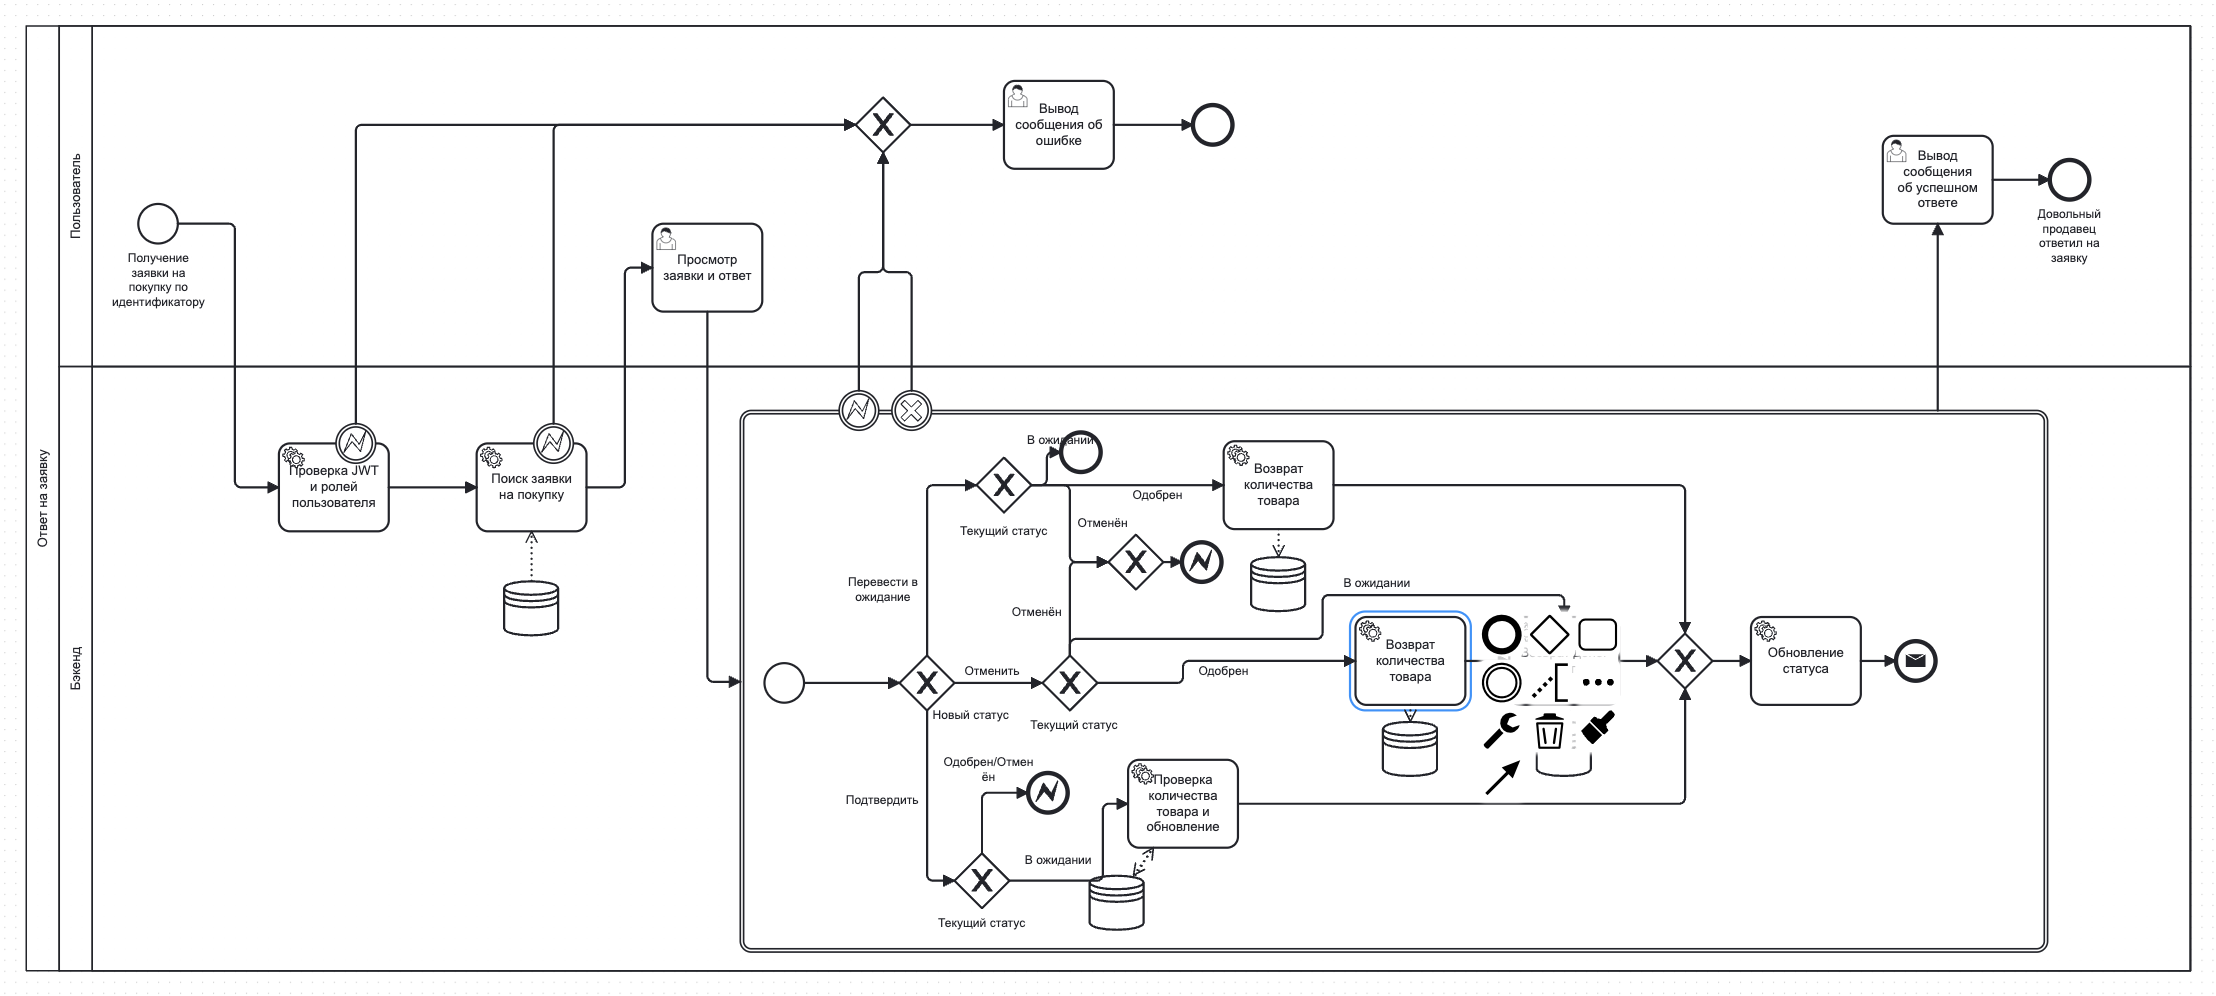 Ответ на заявку
Пользователь
Бэкенд
Получение
заявки на
покупку по
идентификатору
Проверка JWT
и ролей
пользователя
Поиск заявки
на покупку
Просмотр
заявки и ответ
Вывод
сообщения об
ошибке
Вывод
сообщения
об успешном
ответе
Довольный
продавец
ответил на
заявку
В ожидании
Текущий статус
Одобрен
Возврат
количества
товара
Отменён
Перевести в
ожидание
Отменён
В ожидании
Новый статус
Отменить
Текущий статус
Одобрен
Возврат
количества
товара
Обновление
статуса
Подтвердить
Одобрен/Отмен
ён
Текущий статус
В ожидании
Проверка
количества
товара и
обновление